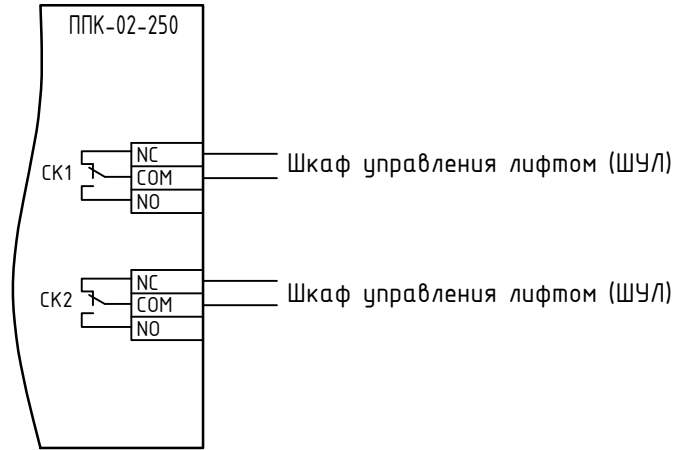 ППК-02-250
СК1
NC
COM
NO
Шкаф управления лифтом (ШУЛ)
СК2
NC
COM
NO
Шкаф управления лифтом (ШУЛ)